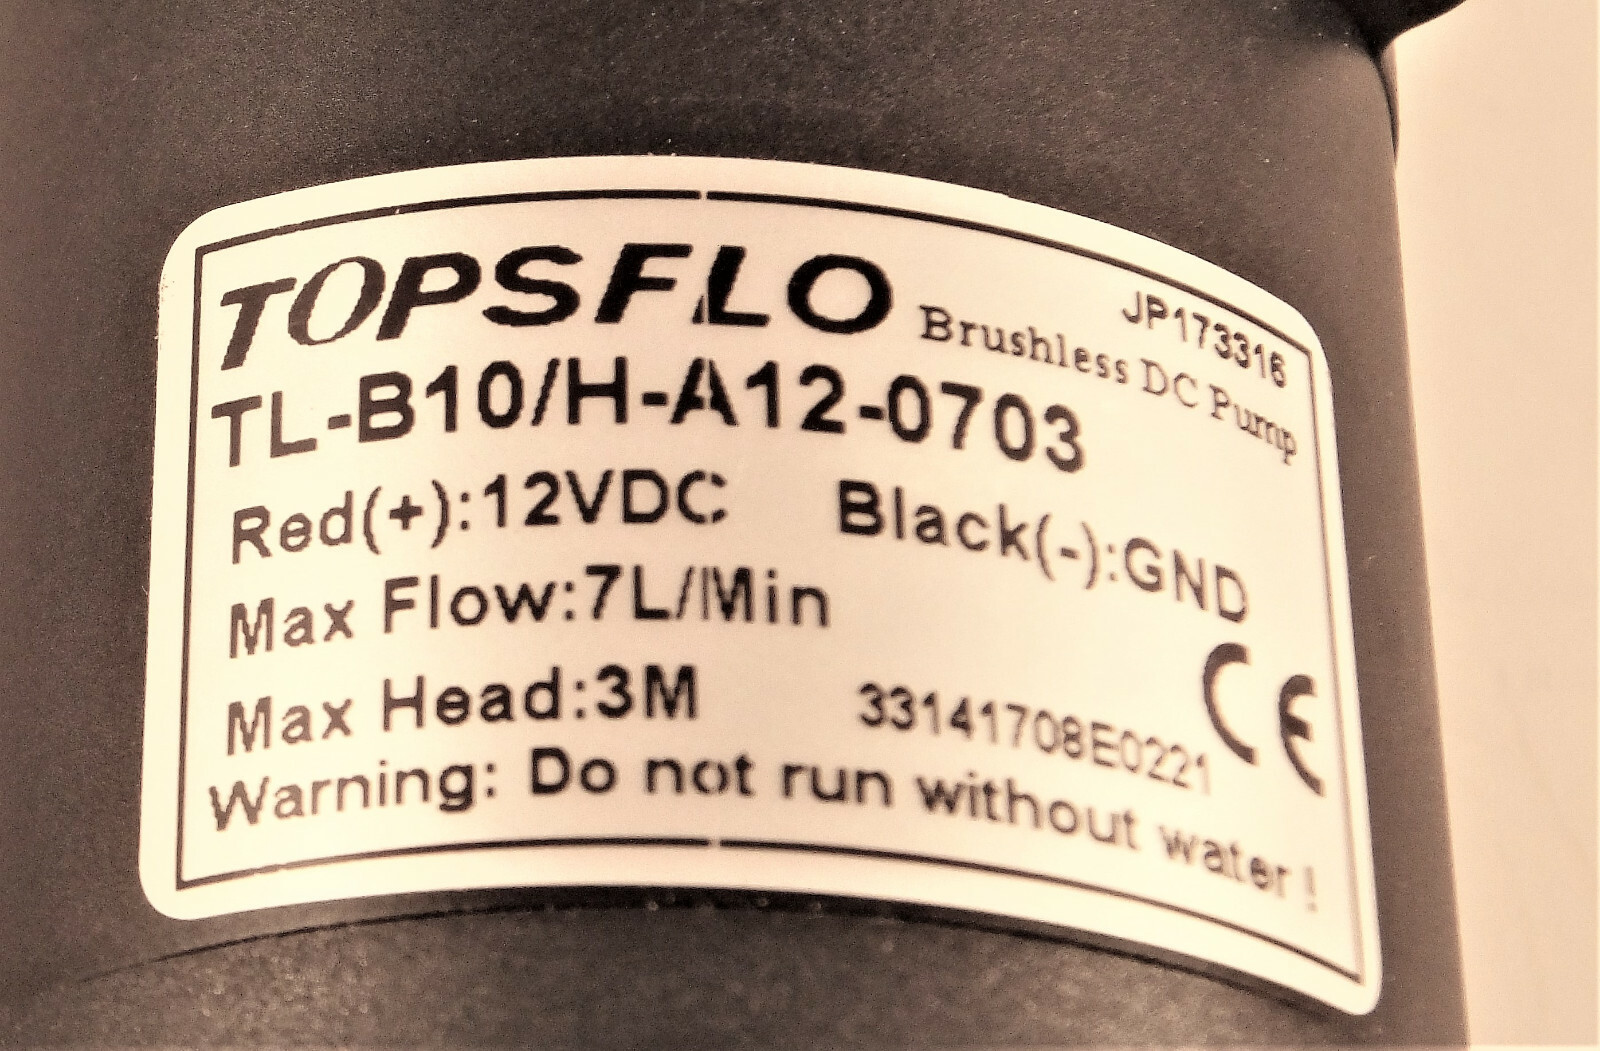 JP173316
TOPSFLO Brushless DC Pump
TL-B10/H-A12-0703
Red(+):12VDC Black(-):GND
Max Flow:7L/Min
Max Head:3M 33141708E0221 CE
Warning: Do not run without water !